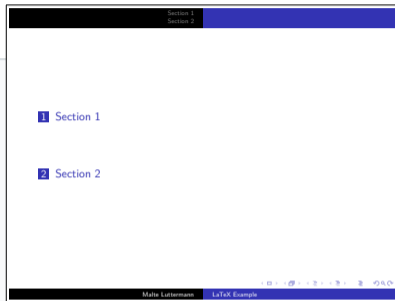 Section 1
Section 2
1 Section 1
2 Section 2
Malte Luttermann LaTeX Example